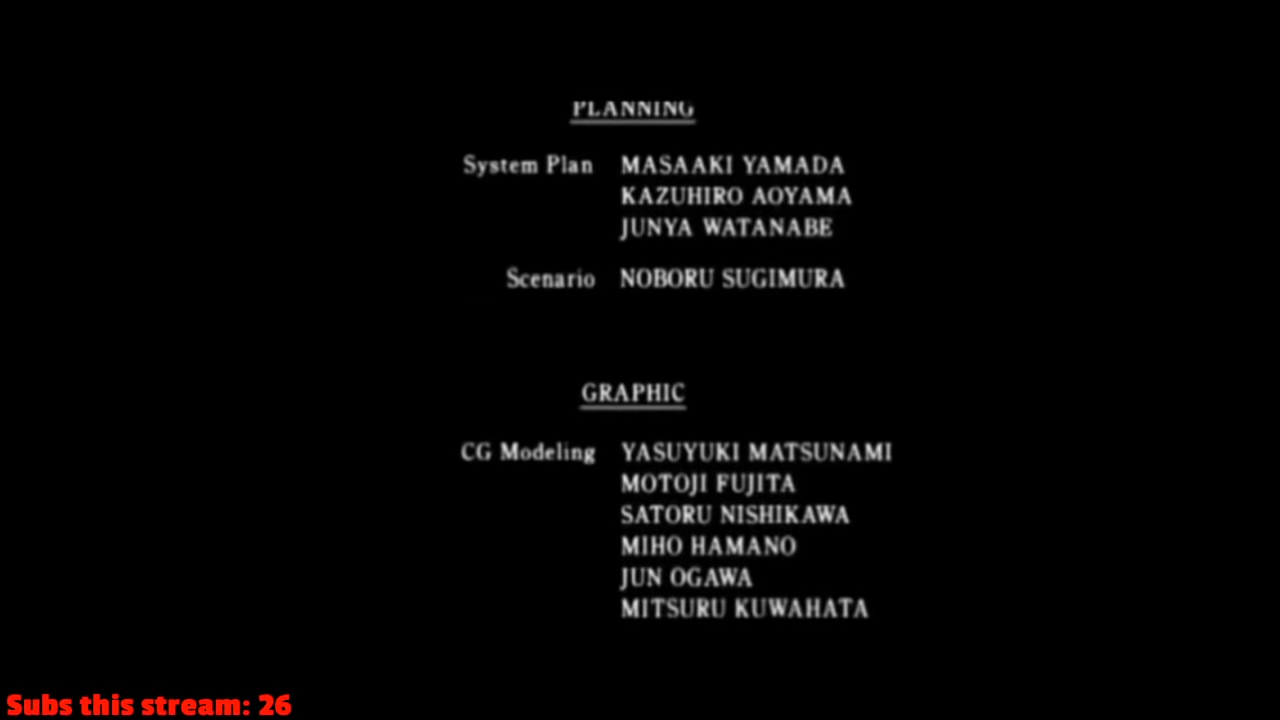 PLANNING
System Plan MASAAKI YAMADA
KAZUHIRO AOYAMA
JUNYA WATANABE
Scenario NOBORU SUGIMURA
GRAPHIC
CG Modeling YASUYUKI MATSUNAMI
MOTOJI FUJITA
SATORU NISHIKAWA
MIHO HAMANO
JUN OGAWA
MITSURU KUWAHATA
Subs this stream: 26